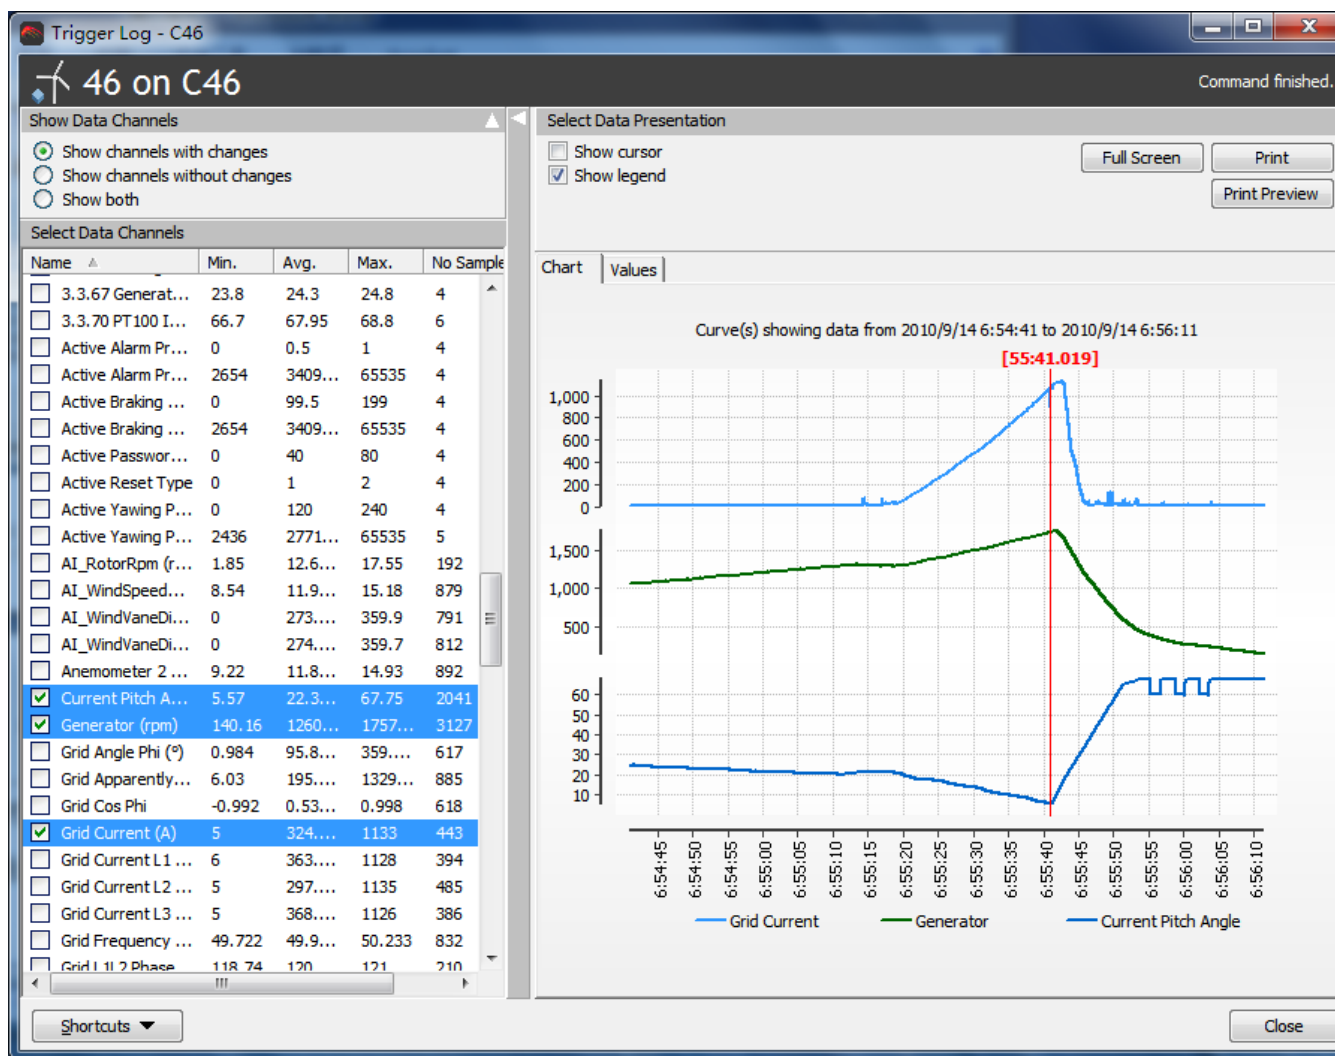 Trigger Log - C46
46 on C46
Command finished.
Show Data Channels
Show channels with changes
Show channels without changes
Show both
Select Data Channels
Name Min. Avg. Max. No Sample
3.3.67 Generat... 23.8 24.3 24.8 4
3.3.70 PT100 I... 66.7 67.95 68.8 6
Active Alarm Pr... 0 0.5 1 4
Active Alarm Pr... 2654 3409... 65535 4
Active Braking ... 0 99.5 199 4
Active Braking ... 2654 3409... 65535 4
Active Passwor... 0 40 80 4
Active Reset Type 0 1 2 4
Active Yawing P... 0 120 240 4
Active Yawing P... 2436 2771... 65535 5
AI_RotorRpm (r... 1.85 12.6... 17.55 192
AI_WindSpeed... 8.54 11.9... 15.18 879
AI_WindVaneDi... 0 273.... 359.9 791
AI_WindVaneDi... 0 274.... 359.7 812
Anemometer 2 ... 9.22 11.8... 14.93 892
Current Pitch A... 5.57 22.3... 67.75 2041
Generator (rpm) 140.16 1260... 1757... 3127
Grid Angle Phi (°) 0.984 95.8... 359.... 617
Grid Apparently... 6.03 195.... 1329... 885
Grid Cos Phi -0.992 0.53... 0.998 618
Grid Current (A) 5 324.... 1133 443
Grid Current L1 ... 6 363.... 1128 394
Grid Current L2 ... 5 297.... 1135 485
Grid Current L3 ... 5 368.... 1126 386
Grid Frequency ... 49.722 49.9... 50.233 832
Grid L1L2 Phase 118.74 120 121 210
Shortcuts
Select Data Presentation
Show cursor
Show legend
Full Screen
Print
Print Preview
Chart Values
Curve(s) showing data from 2010/9/14 6:54:41 to 2010/9/14 6:56:11
[55:41.019]
1,000
800
600
400
200
0
1,500
1,000
500
60
50
40
30
20
10
6:54:45
6:54:50
6:54:55
6:55:00
6:55:05
6:55:10
6:55:15
6:55:20
6:55:25
6:55:30
6:55:35
6:55:40
6:55:45
6:55:50
6:55:55
6:56:00
6:56:05
6:56:10
Grid Current Generator Current Pitch Angle
Close